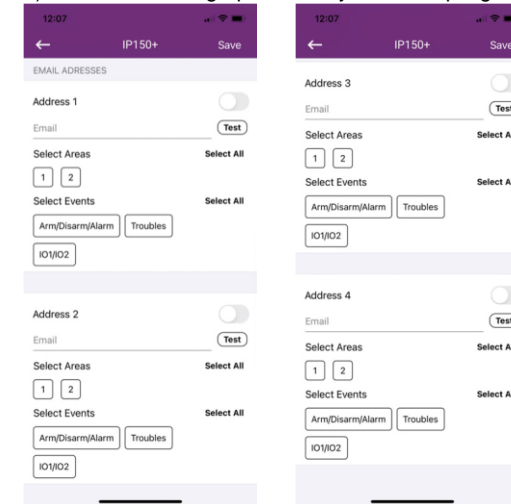 12:07
IP150+ Save
EMAIL ADRESSES
Address 1
Email Test
Select Areas Select All
1 2
Select Events Select All
Arm/Disarm/Alarm Troubles
IO1/IO2
Address 2
Email Test
Select Areas Select All
1 2
Select Events Select All
Arm/Disarm/Alarm Troubles
IO1/IO2
12:07
IP150+ Save
Address 3
Email Test
Select Areas Select A
1 2
Select Events Select A
Arm/Disarm/Alarm Troubles
IO1/IO2
Address 4
Email Test
Select Areas Select A
1 2
Select Events Select A
Arm/Disarm/Alarm Troubles
IO1/IO2